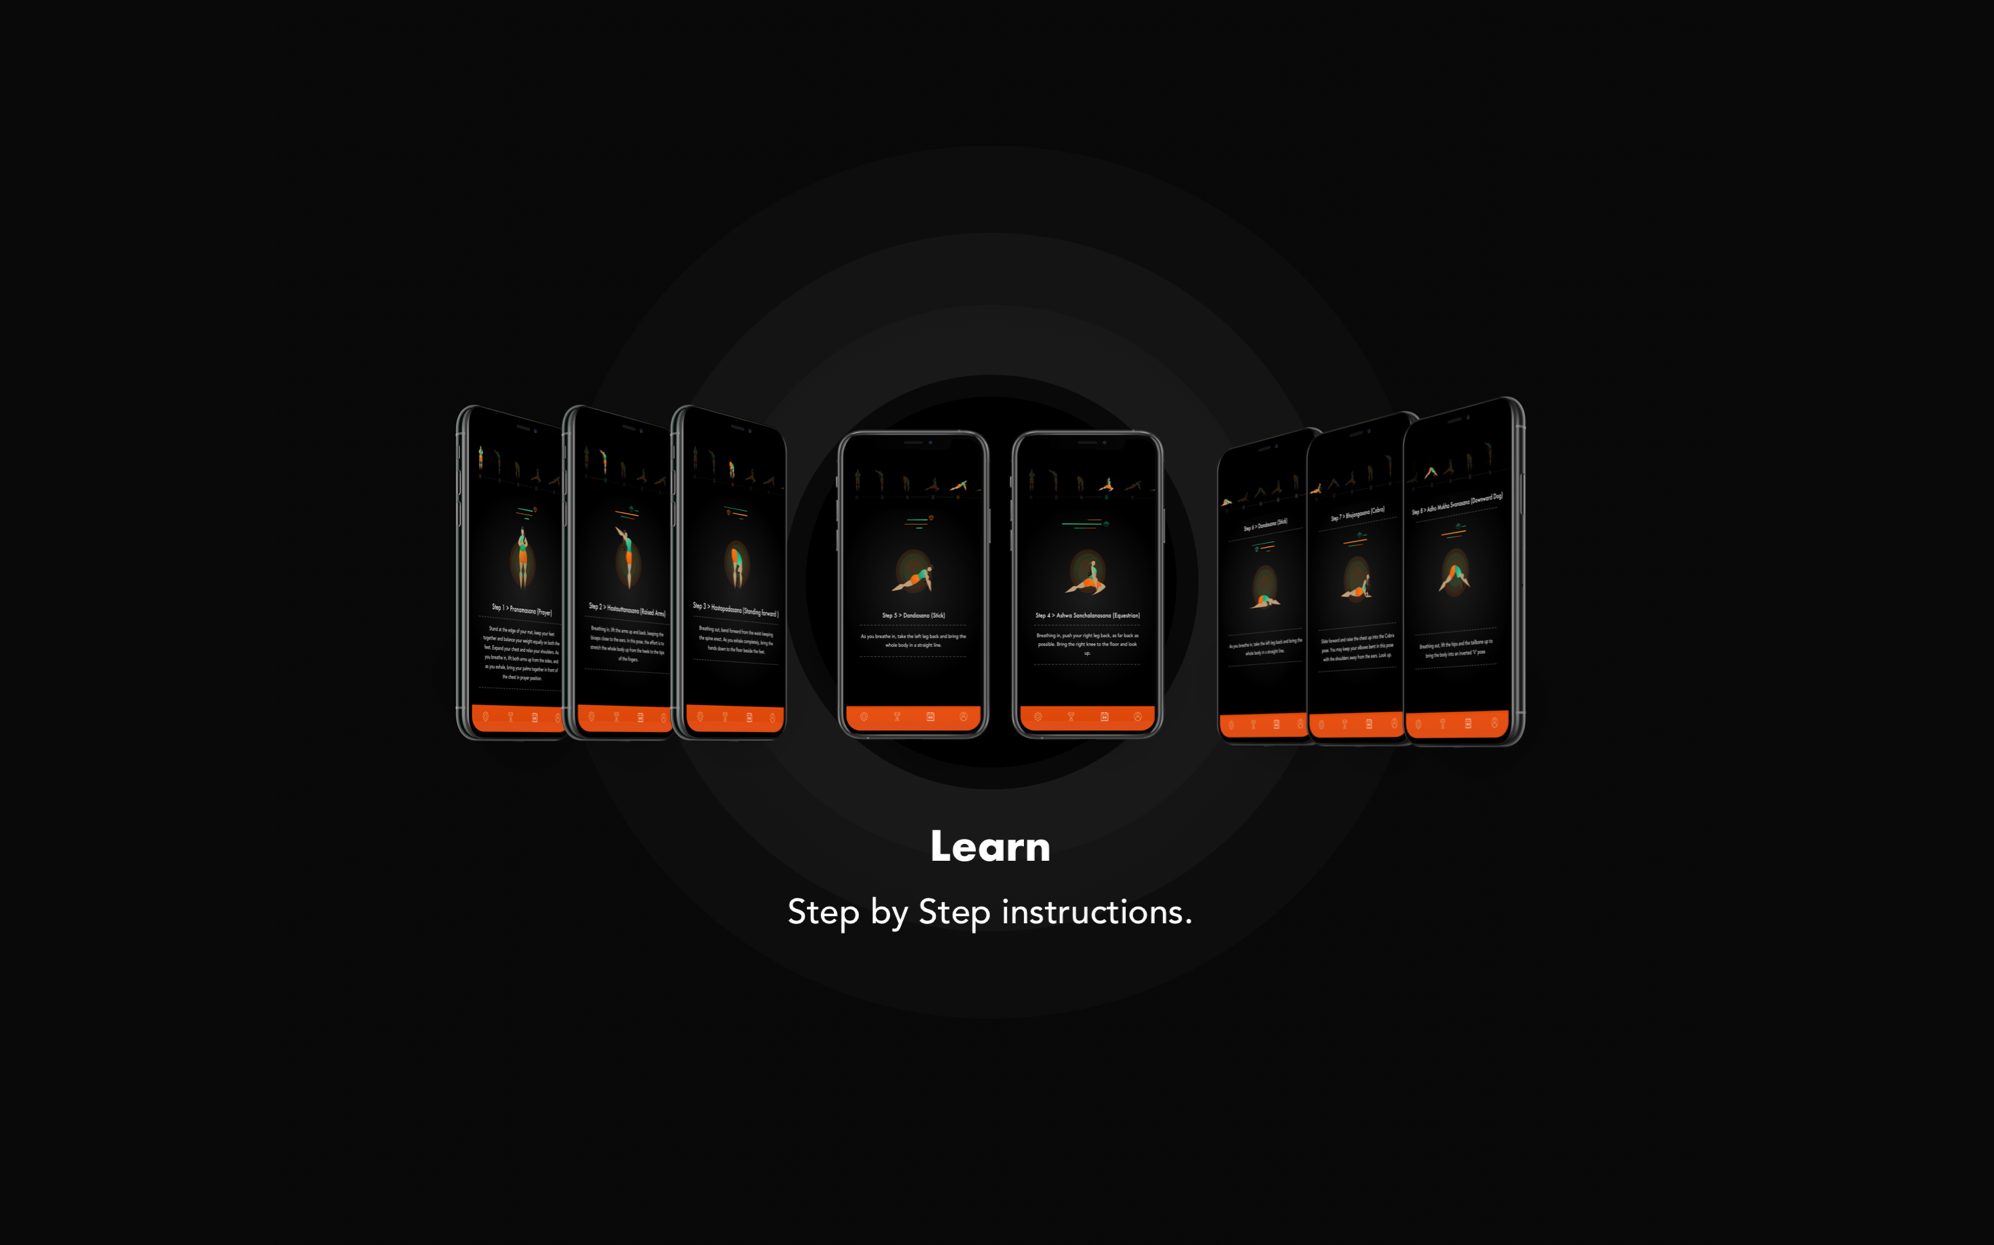 Step 1 > Pranamasana (Prayer)
Stand at the edge of your mat, keep your feet
together and balance your weight equally on both the
feet. Expand your chest and relax your shoulders. As
you breathe in, lift both arms up from the sides, and
as you exhale, bring your palms together in front of
the chest in prayer position.
Step 2 > Hastauttanasana (Raised Arms)
Breathing in, lift the arms up and back, keeping the
biceps close to the ears. In this pose, the effort is to
stretch the whole body up from the heels to the tips
of the fingers.
Step 3 > Hastapadasana (Standing forward )
Breathing out, bend forward from the waist keeping
the spine erect. As you exhale completely, bring the
hands down to the floor beside the feet.
Step 5 > Dandasana (Stick)
As you breathe in, take the left leg back and bring the
whole body in a straight line.
Step 4 > Ashwa Sanchalanasana (Equestrian)
Breathing in, push your right leg back, as far back as
possible. Bring the right knee to the floor and look
up.
Step 6 > Dandasana (Stick)
As you breathe in, take the left leg back and bring the
whole body in a straight line.
Step 7 > Bhujangasana (Cobra)
Slide forward and raise the chest up into the Cobra
pose. You may keep your elbows bent in this pose
with the shoulders away from the ears. Look up.
Step 8 > Adho Mukha Svanasana (Downward Dog)
Breathing out, lift the hips and the tailbone up to
bring the body into an inverted 'V' pose.
Learn
Step by Step instructions.